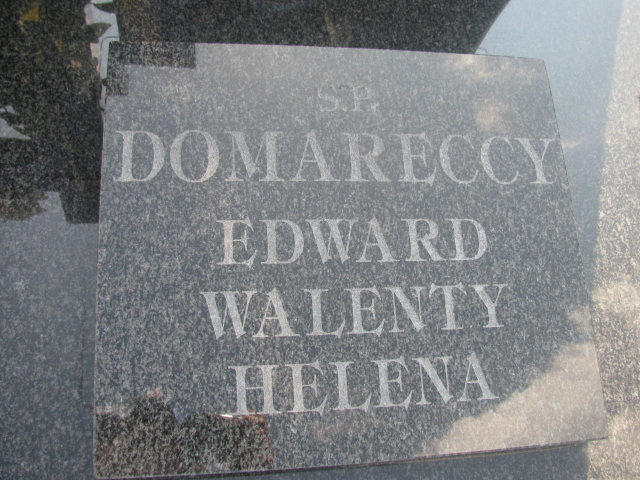 Ś.P.
DOMARECCY
EDWARD
WALENTY
HELENA